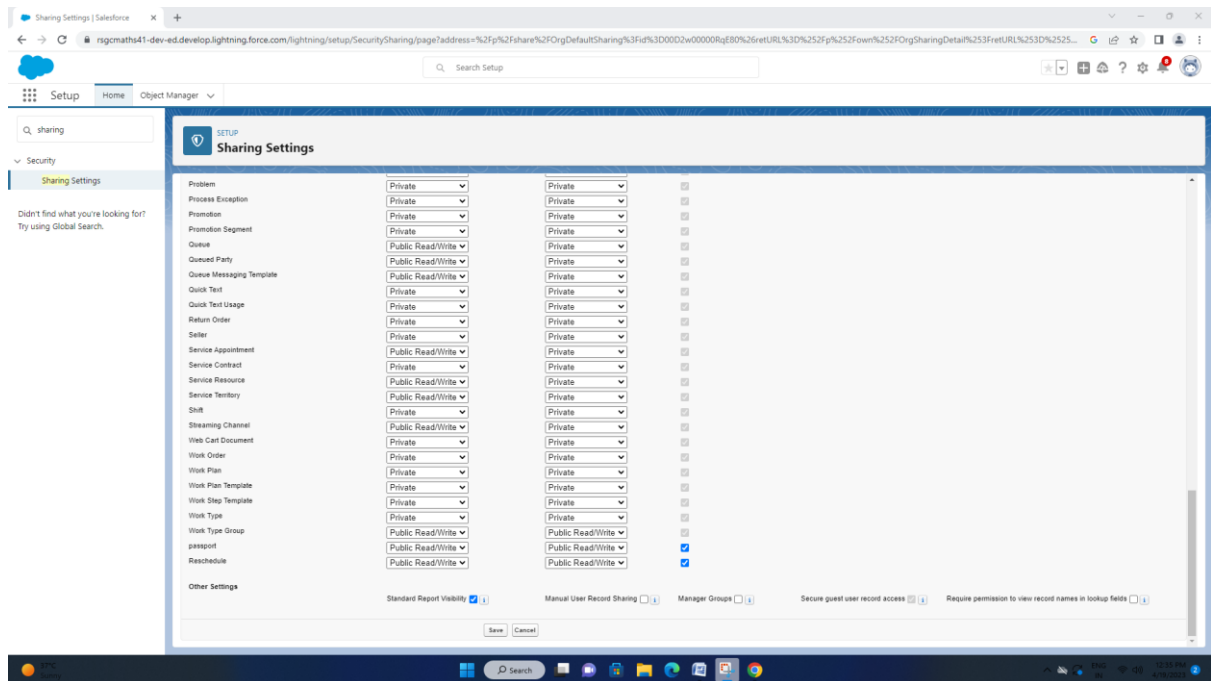 Sharing Settings | Salesforce
rsgcmaths41-dev-ed.develop.lightning.force.com/lightning/setup/SecuritySharing/page?address=%2Fp%2Fshare%2FOrgDefaultSharing%3Fid%3D00D2w00000RqE80%26retURL%3D%252Fp%252Fown%252FOrgSharingDetail%253FretURL%253D%2525...
Search Setup
Setup Home Object Manager
sharing
Security
Sharing Settings
Didn't find what you're looking for?
Try using Global Search.
SETUP
Sharing Settings
Problem Private Private
Process Exception Private Private
Promotion Private Private
Promotion Segment Private Private
Queue Public Read/Write Private
Queued Party Public Read/Write Private
Queue Messaging Template Public Read/Write Private
Quick Text Private Private
Quick Text Usage Private Private
Return Order Private Private
Seller Private Private
Service Appointment Public Read/Write Private
Service Contract Private Private
Service Resource Public Read/Write Private
Service Territory Public Read/Write Private
Shift Private Private
Streaming Channel Public Read/Write Private
Web Cart Document Private Private
Work Order Private Private
Work Plan Private Private
Work Plan Template Private Private
Work Step Template Private Private
Work Type Private Private
Work Type Group Public Read/Write Public Read/Write
passport Public Read/Write Public Read/Write
Reschedule Public Read/Write Public Read/Write
Other Settings
Standard Report Visibility Manual User Record Sharing Manager Groups Secure guest user record access Require permission to view record names in lookup fields
Save Cancel
Search
ENG